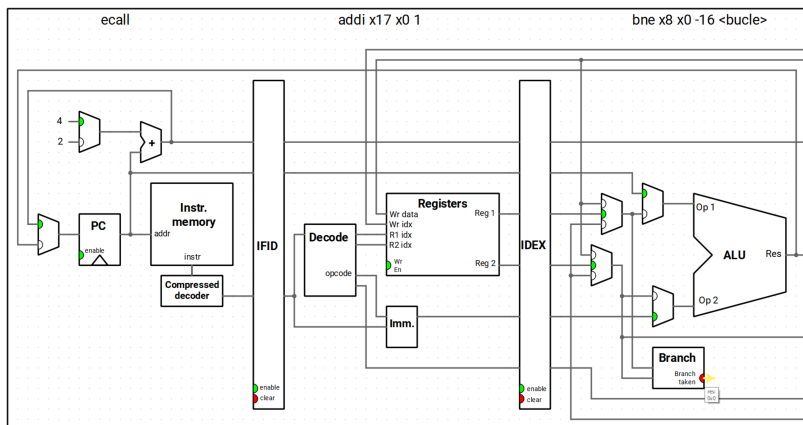 ecall
addi x17 x0 1
bne x8 x0 -16 <bucle>
4
2
+
PC
enable
Instr.
memory
addr
instr
Compressed
decoder
IFID
enable
clear
Decode
opcode
Registers
Wr data
Wr idx
R1 idx
R2 idx
Wr
En
Reg 1
Reg 2
Imm.
IDEX
enable
clear
Op 1
ALU
Res
Op 2
Branch
Branch
taken
res
0x0